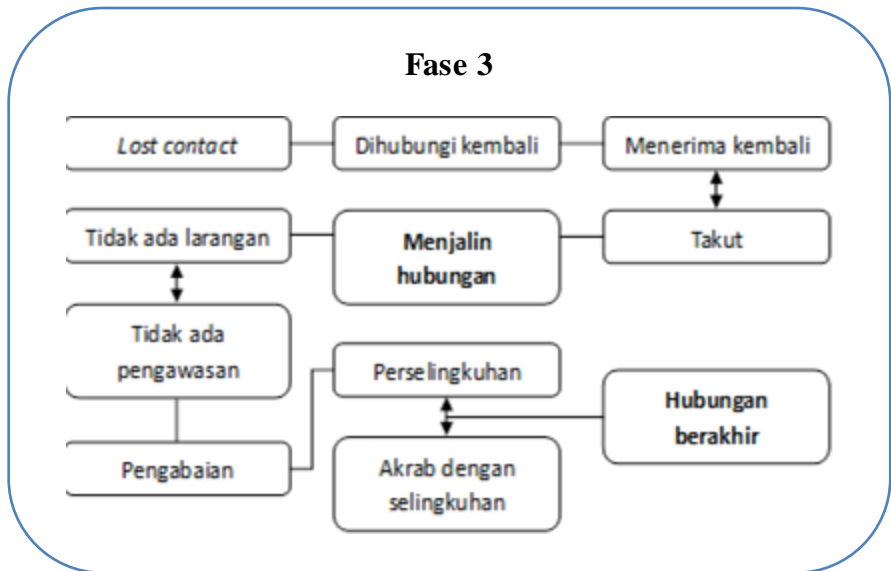 Fase 3
Lost contact
Dihubungi kembali
Menerima kembali
Tidak ada larangan
Menjalin
hubungan
Takut
Tidak ada
pengawasan
Perselingkuhan
Hubungan
berakhir
Pengabaian
Akrab dengan
selingkuhan